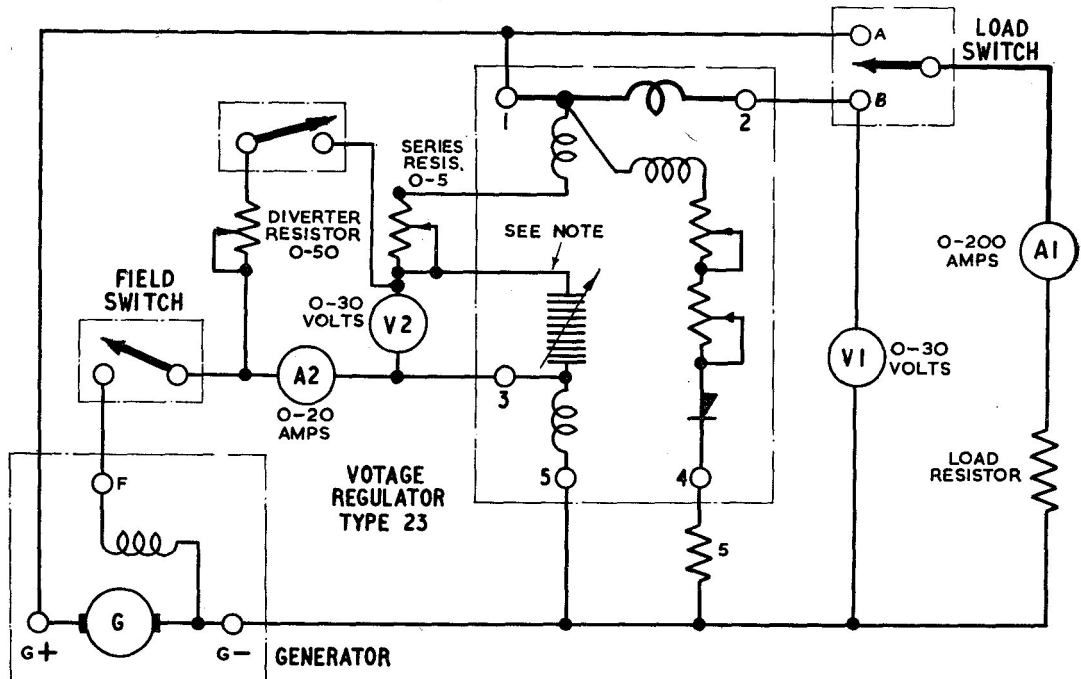 A
LOAD
SWITCH
B
1
2
SERIES
RESIS.
0-5
DIVERTER
RESISTOR
0-50
SEE NOTE
FIELD
SWITCH
0-30
VOLTS
V2
0-200
AMPS
A1
A2
0-20
AMPS
3
V1
0-30
VOLTS
F
VOTAGE
REGULATOR
TYPE 23
5
4
LOAD
RESISTOR
5
G
G+
G-
GENERATOR